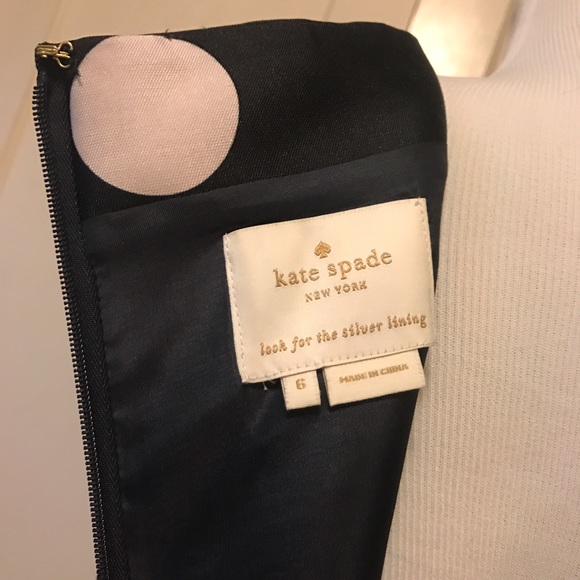 kate spade
NEW YORK
look for the silver lining
6
MADE IN CHINA